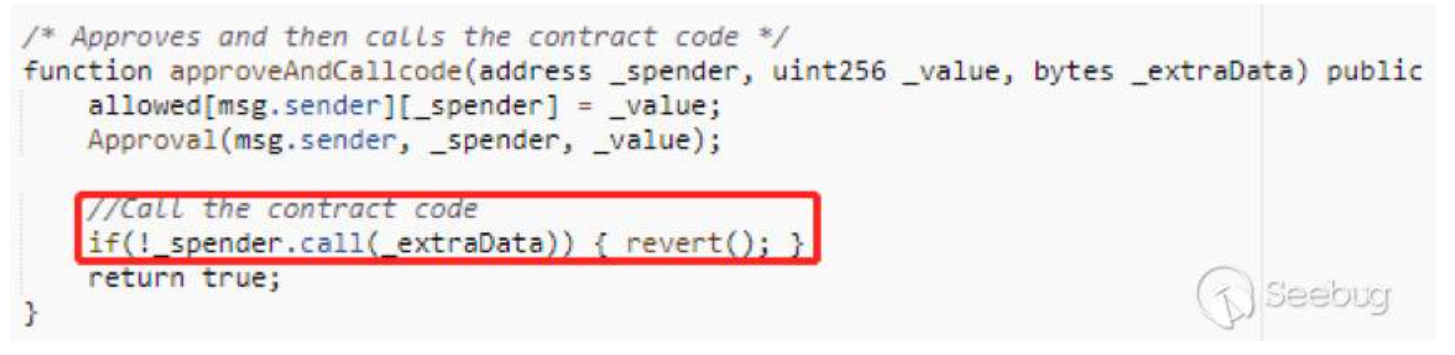 /* Approves and then calls the contract code */
function approveAndCallcode(address _spender, uint256 _value, bytes _extraData) public
allowed[msg.sender][_spender] = _value;
Approval(msg.sender, _spender, _value);
//Call the contract code
if(!_spender.call(_extraData)) { revert(); }
return true;
}
Seebug